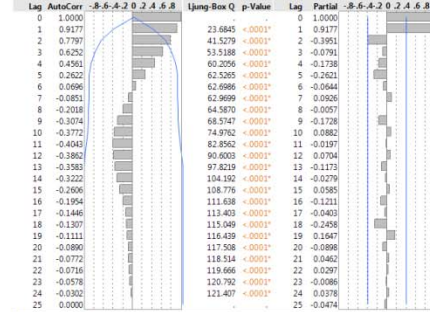 Lag AutoCorr -.8-.6-.4-.2 0 .2 .4 .6 .8 Ljung-Box Q p-Value Lag Partial -.8-.6-.4-.2 0 .2 .4 .6 .8
0 1.0000 . . 0 1.0000
1 0.9177 23.6845 <.0001* 1 0.9177
2 0.7797 41.5279 <.0001* 2 -0.3951
3 0.6252 53.5188 <.0001* 3 -0.0791
4 0.4561 60.2056 <.0001* 4 -0.1738
5 0.2622 62.5265 <.0001* 5 -0.2621
6 0.0696 62.6986 <.0001* 6 -0.0644
7 -0.0851 62.9699 <.0001* 7 0.0926
8 -0.2018 64.5870 <.0001* 8 -0.0057
9 -0.3074 68.5747 <.0001* 9 -0.1728
10 -0.3772 74.9762 <.0001* 10 0.0882
11 -0.4043 82.8562 <.0001* 11 -0.0197
12 -0.3862 90.6003 <.0001* 12 0.0704
13 -0.3583 97.8219 <.0001* 13 -0.1173
14 -0.3222 104.192 <.0001* 14 -0.0279
15 -0.2606 108.776 <.0001* 15 0.0585
16 -0.1954 111.638 <.0001* 16 -0.1211
17 -0.1446 113.403 <.0001* 17 -0.0403
18 -0.1307 115.049 <.0001* 18 -0.2458
19 -0.1111 116.439 <.0001* 19 0.1647
20 -0.0890 117.508 <.0001* 20 -0.0898
21 -0.0772 118.514 <.0001* 21 0.0462
22 -0.0716 119.666 <.0001* 22 0.0297
23 -0.0578 120.792 <.0001* 23 -0.0086
24 -0.0302 121.407 <.0001* 24 0.0378
25 0.0000 . . 25 -0.0474